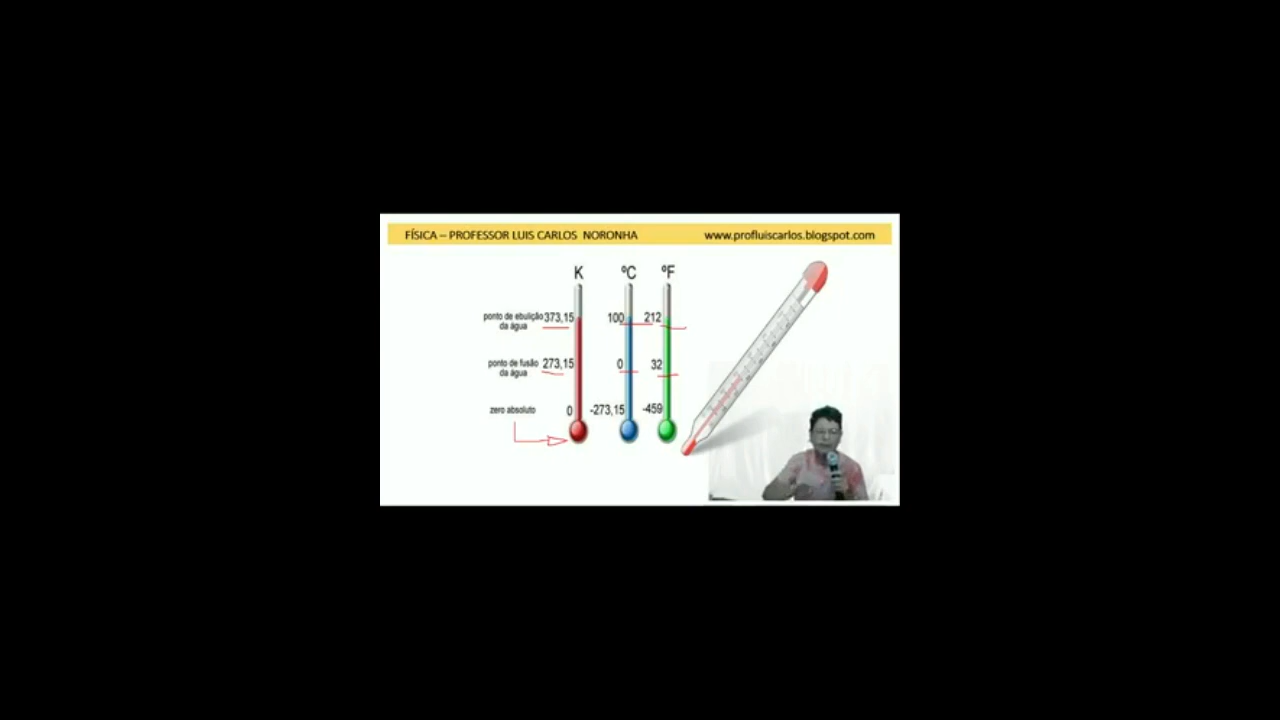 FÍSICA – PROFESSOR LUIS CARLOS NORONHA www.profluiscarlos.blogspot.com
K ºC ºF
ponto de ebulição 373,15 100 212
da água
ponto de fusão 273,15 0 32
da água
zero absoluto 0 -273,15 -459